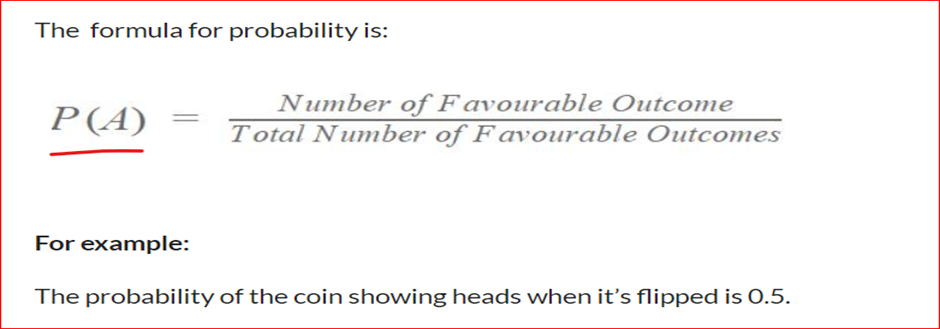 The formula for probability is:
P(A) = Number of Favourable Outcome / Total Number of Favourable Outcomes
For example:
The probability of the coin showing heads when it's flipped is 0.5.